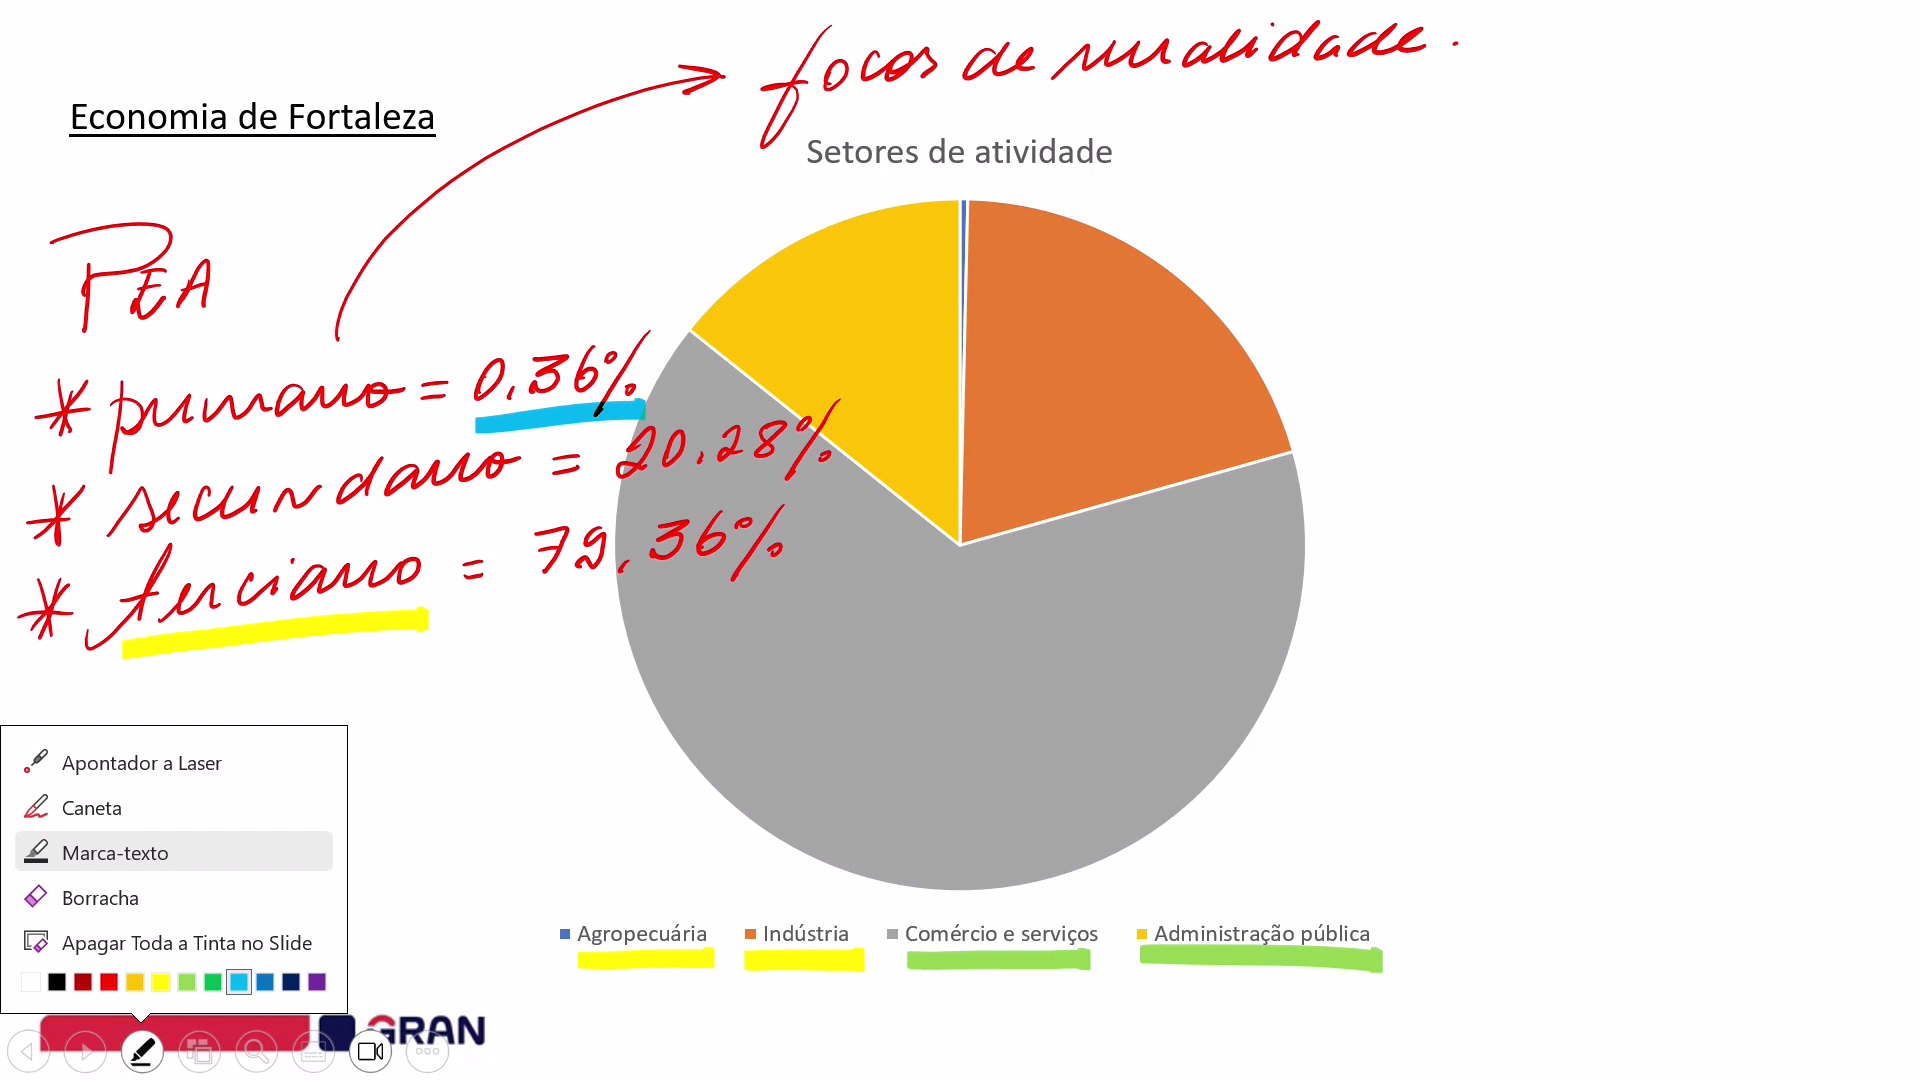 focos de ruralidade.
Economia de Fortaleza
Setores de atividade
PEA
* primario = 0,36%
* secundario = 20,28%
* terciario = 79,36%
Apontador a Laser
Caneta
Marca-texto
Borracha
Apagar Toda a Tinta no Slide
Agropecuária Indústria Comércio e serviços Administração pública
GRAN